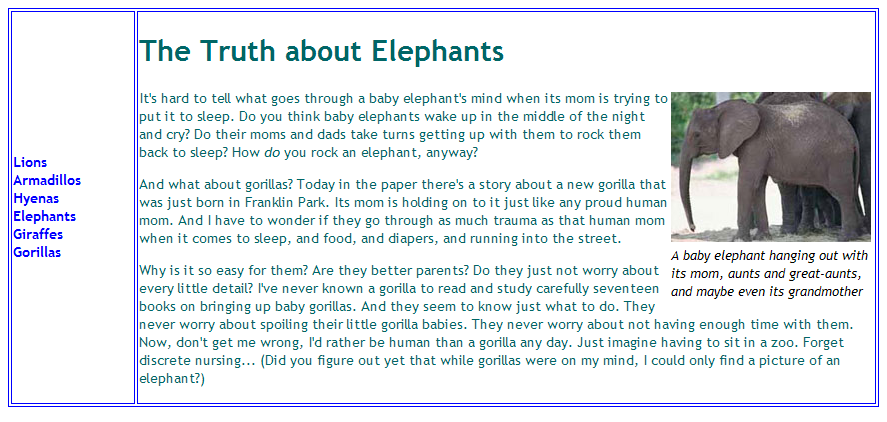 Lions
Armadillos
Hyenas
Elephants
Giraffes
Gorillas
The Truth about Elephants
It's hard to tell what goes through a baby elephant's mind when its mom is trying to
put it to sleep. Do you think baby elephants wake up in the middle of the night
and cry? Do their moms and dads take turns getting up with them to rock them
back to sleep? How do you rock an elephant, anyway?
And what about gorillas? Today in the paper there's a story about a new gorilla that
was just born in Franklin Park. Its mom is holding on to it just like any proud human
mom. And I have to wonder if they go through as much trauma as that human mom
when it comes to sleep, and food, and diapers, and running into the street.
Why is it so easy for them? Are they better parents? Do they just not worry about
every little detail? I've never known a gorilla to read and study carefully seventeen
books on bringing up baby gorillas. And they seem to know just what to do. They
never worry about spoiling their little gorilla babies. They never worry about not having enough time with them.
Now, don't get me wrong, I'd rather be human than a gorilla any day. Just imagine having to sit in a zoo. Forget
discrete nursing... (Did you figure out yet that while gorillas were on my mind, I could only find a picture of an
elephant?)
A baby elephant hanging out with
its mom, aunts and great-aunts,
and maybe even its grandmother